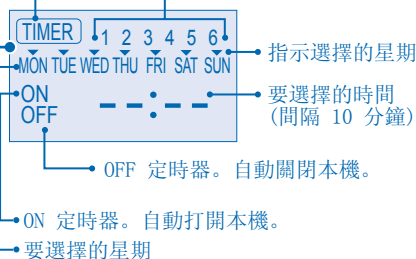 TIMER
1 2 3 4 5 6
MON TUE WED THU FRI SAT SUN
指示選擇的星期
ON
OFF
--:--
要選擇的時間
(間隔 10 分鐘)
OFF 定時器。自動關閉本機。
ON 定時器。自動打開本機。
要選擇的星期